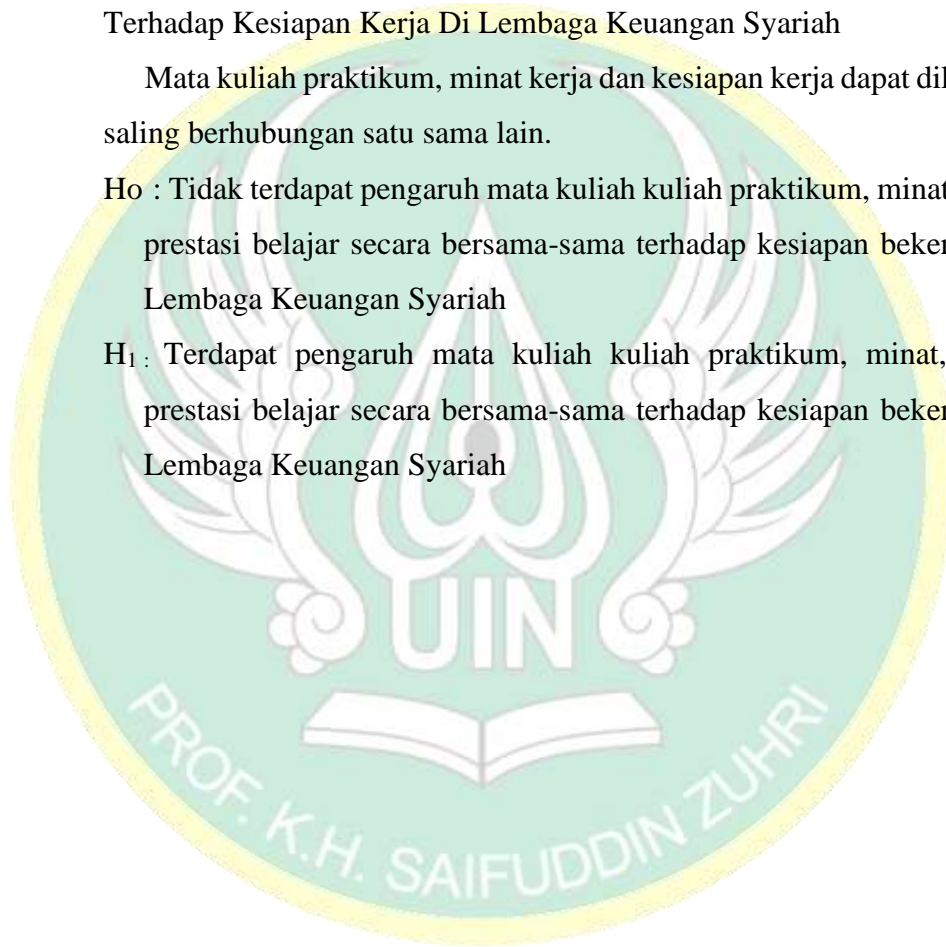 Terhadap Kesiapan Kerja Di Lembaga Keuangan Syariah
Mata kuliah praktikum, minat kerja dan kesiapan kerja dapat
saling berhubungan satu sama lain.
Ho : Tidak terdapat pengaruh mata kuliah kuliah praktikum, minat
prestasi belajar secara bersama-sama terhadap kesiapan
Lembaga Keuangan Syariah
H1 : Terdapat pengaruh mata kuliah kuliah praktikum, minat,
prestasi belajar secara bersama-sama terhadap kesiapan
Lembaga Keuangan Syariah
UIN
PROF. K.H. SAIFUDDIN ZUHRI